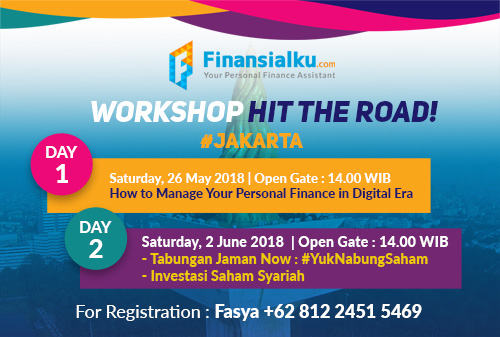 Finansialku.com
Your Personal Finance Assistant
WORKSHOP HIT THE ROAD!
#JAKARTA
DAY
1
Saturday, 26 May 2018 | Open Gate : 14.00 WIB
How to Manage Your Personal Finance in Digital Era
DAY
2
Saturday, 2 June 2018 | Open Gate : 14.00 WIB
- Tabungan Jaman Now : #YukNabungSaham
- Investasi Saham Syariah
For Registration : Fasya +62 812 2451 5469